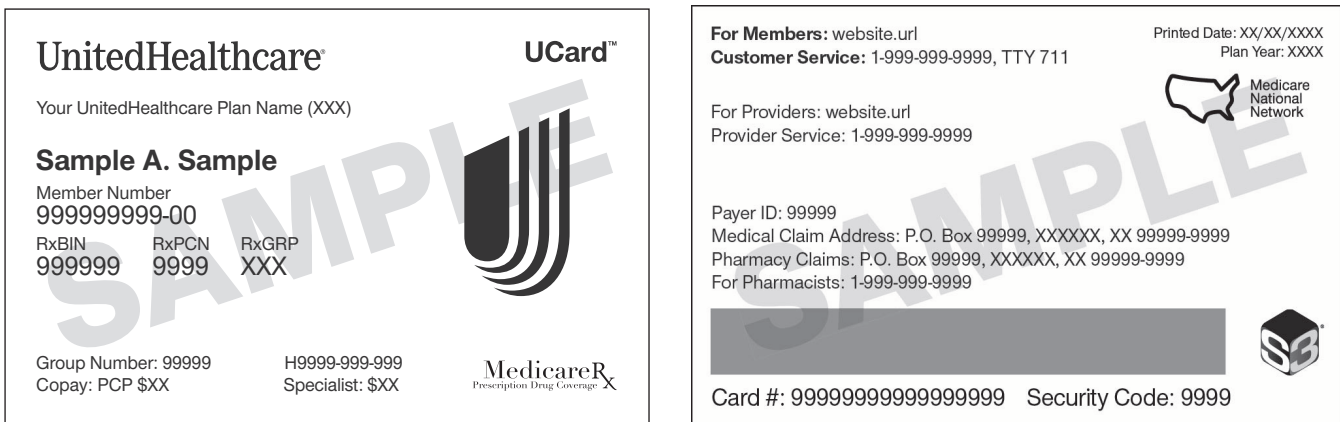 UnitedHealthcare®
UCard™
Your UnitedHealthcare Plan Name (XXX)
Sample A. Sample
Member Number
999999999-00
RxBIN RxPCN RxGRP
999999 9999 XXX
Group Number: 99999 H9999-999-999
Copay: PCP $XX Specialist: $XX
MedicareRx
Prescription Drug Coverage
SAMPLE
For Members: website.url
Customer Service: 1-999-999-9999, TTY 711
Printed Date: XX/XX/XXXX
Plan Year: XXXX
Medicare
National
Network
For Providers: website.url
Provider Service: 1-999-999-9999
Payer ID: 99999
Medical Claim Address: P.O. Box 99999, XXXXXX, XX 99999-9999
Pharmacy Claims: P.O. Box 99999, XXXXXX, XX 99999-9999
For Pharmacists: 1-999-999-9999
S3®
Card #: 99999999999999999 Security Code: 9999
SAMPLE